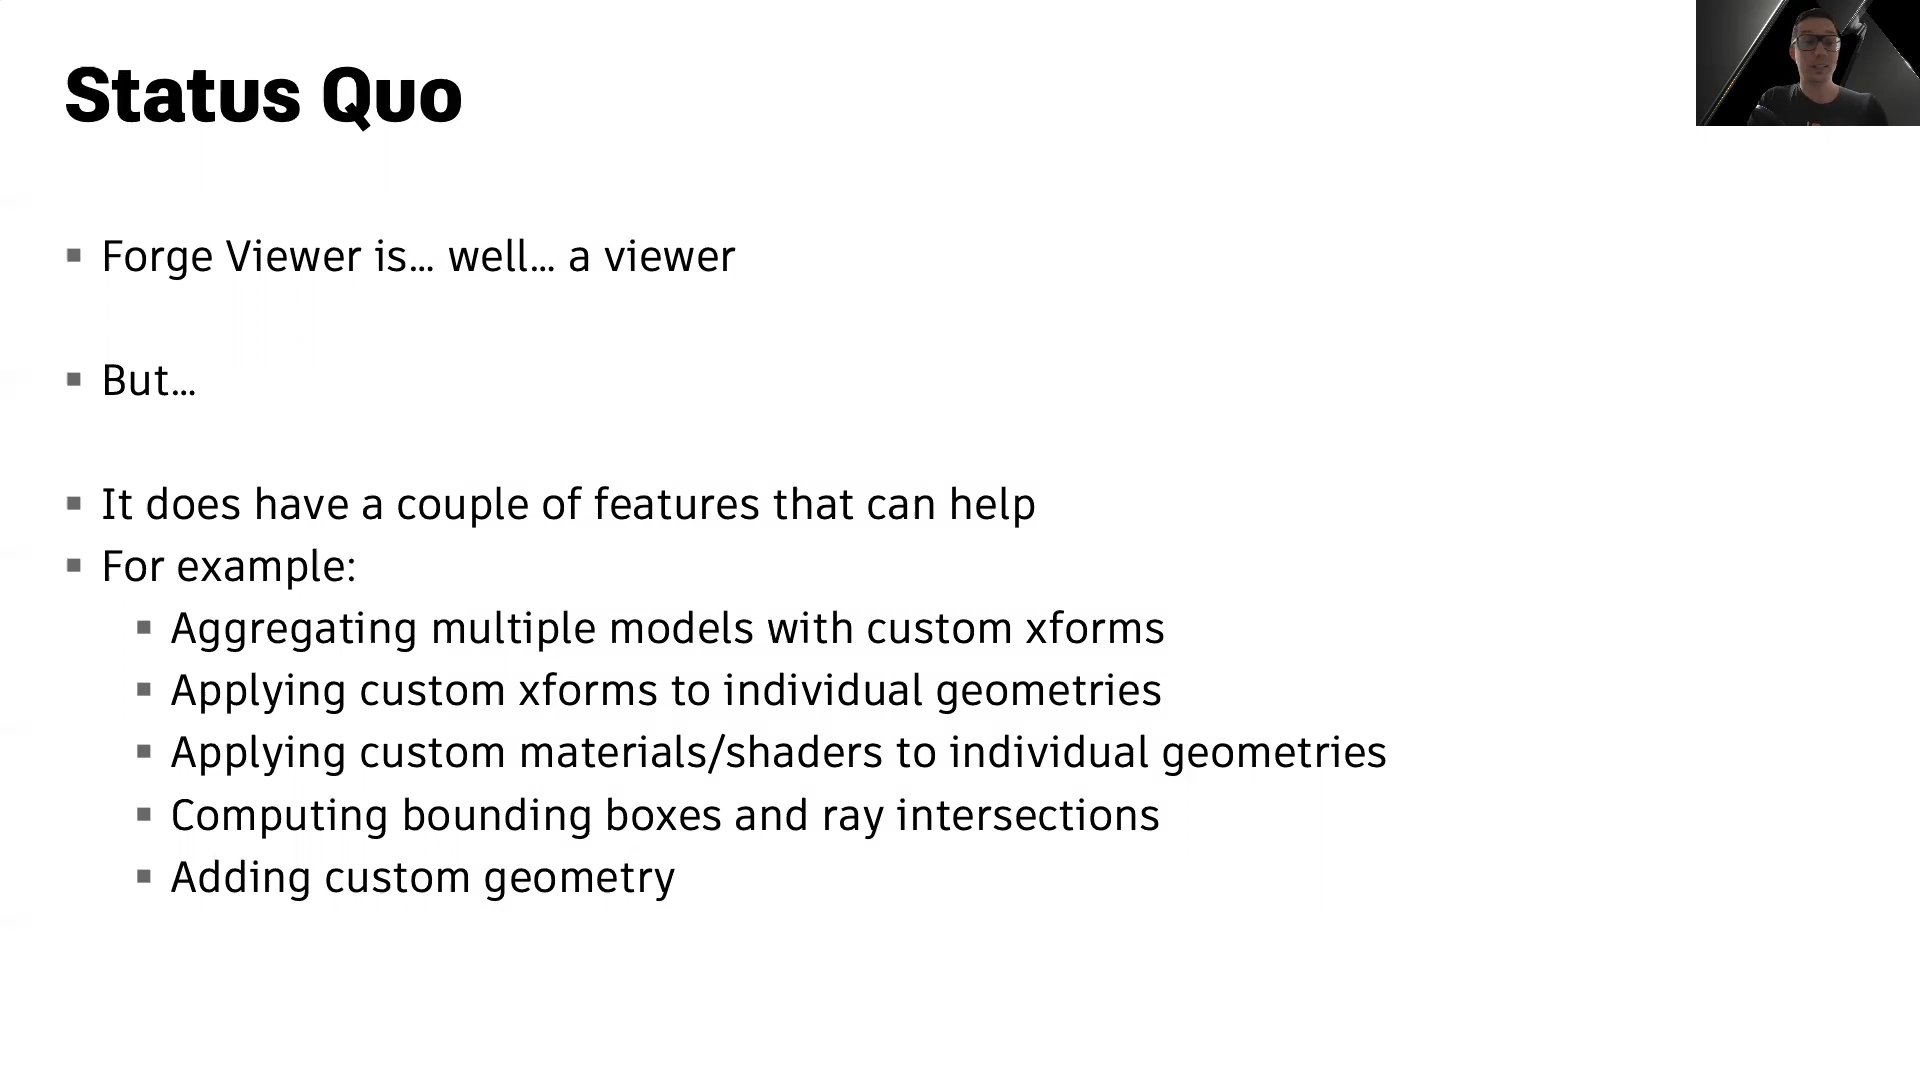 Status Quo
Forge Viewer is… well… a viewer
But…
It does have a couple of features that can help
For example:
Aggregating multiple models with custom xforms
Applying custom xforms to individual geometries
Applying custom materials/shaders to individual geometries
Computing bounding boxes and ray intersections
Adding custom geometry